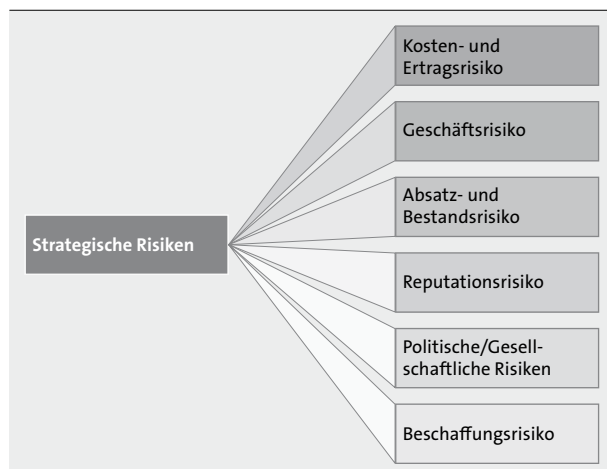 Kosten- und
Ertragsrisiko
Geschäftsrisiko
Absatz- und
Bestandsrisiko
Strategische Risiken
Reputationsrisiko
Politische/Gesell-
schaftliche Risiken
Beschaffungsrisiko